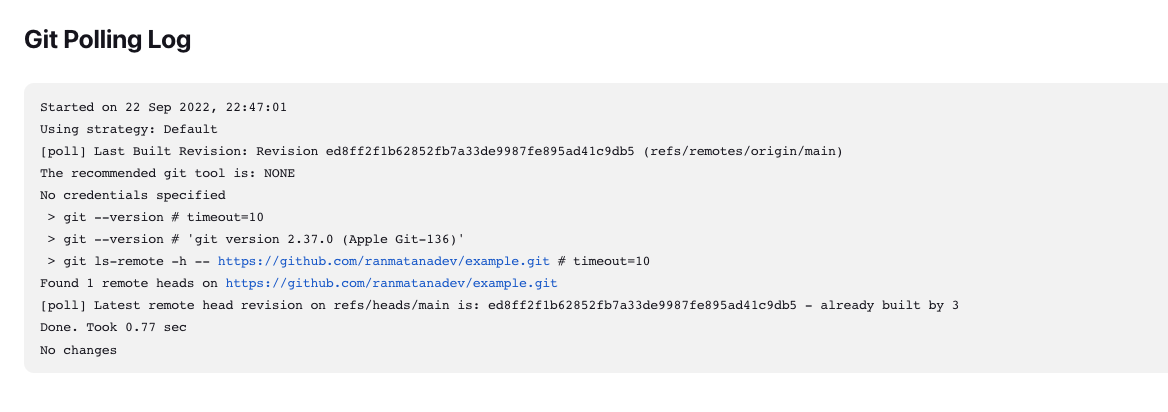 Git Polling Log
Started on 22 Sep 2022, 22:47:01
Using strategy: Default
[poll] Last Built Revision: Revision ed8ff2f1b62852fb7a33de9987fe895ad41c9db5 (refs/remotes/origin/main)
The recommended git tool is: NONE
No credentials specified
 > git --version # timeout=10
 > git --version # 'git version 2.37.0 (Apple Git-136)'
 > git ls-remote -h -- https://github.com/ranmatanadev/example.git # timeout=10
Found 1 remote heads on https://github.com/ranmatanadev/example.git
[poll] Latest remote head revision on refs/heads/main is: ed8ff2f1b62852fb7a33de9987fe895ad41c9db5 - already built by 3
Done. Took 0.77 sec
No changes